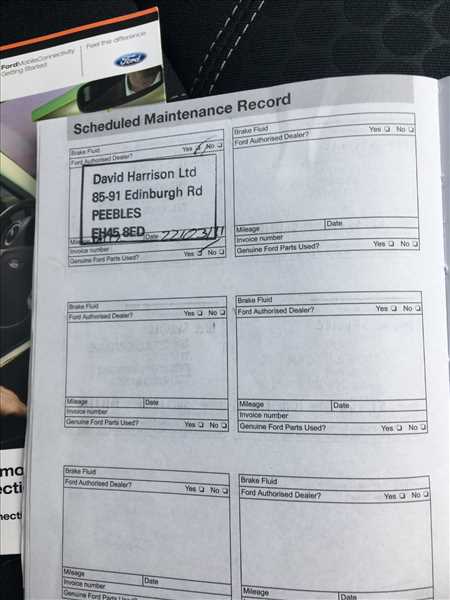 FordMobileConnectivity
Getting Started
Feel the difference
Ford
Scheduled Maintenance Record
Brake Fluid
Ford Authorised Dealer? Yes No
David Harrison Ltd
85-91 Edinburgh Rd
PEEBLES
EH45 8ED
Mileage Date
Invoice number
Genuine Ford Parts Used? Yes No
Brake Fluid
Ford Authorised Dealer? Yes No
Mileage Date
Invoice number
Genuine Ford Parts Used? Yes No
Brake Fluid
Ford Authorised Dealer? Yes No
Mileage Date
Invoice number
Genuine Ford Parts Used? Yes No
Brake Fluid
Ford Authorised Dealer? Yes No
Mileage Date
Invoice number
Genuine Ford Parts Used? Yes No
Brake Fluid
Ford Authorised Dealer? Yes No
Mileage Date
Invoice number
Brake Fluid
Ford Authorised Dealer? Yes No
Mileage Date
Invoice number